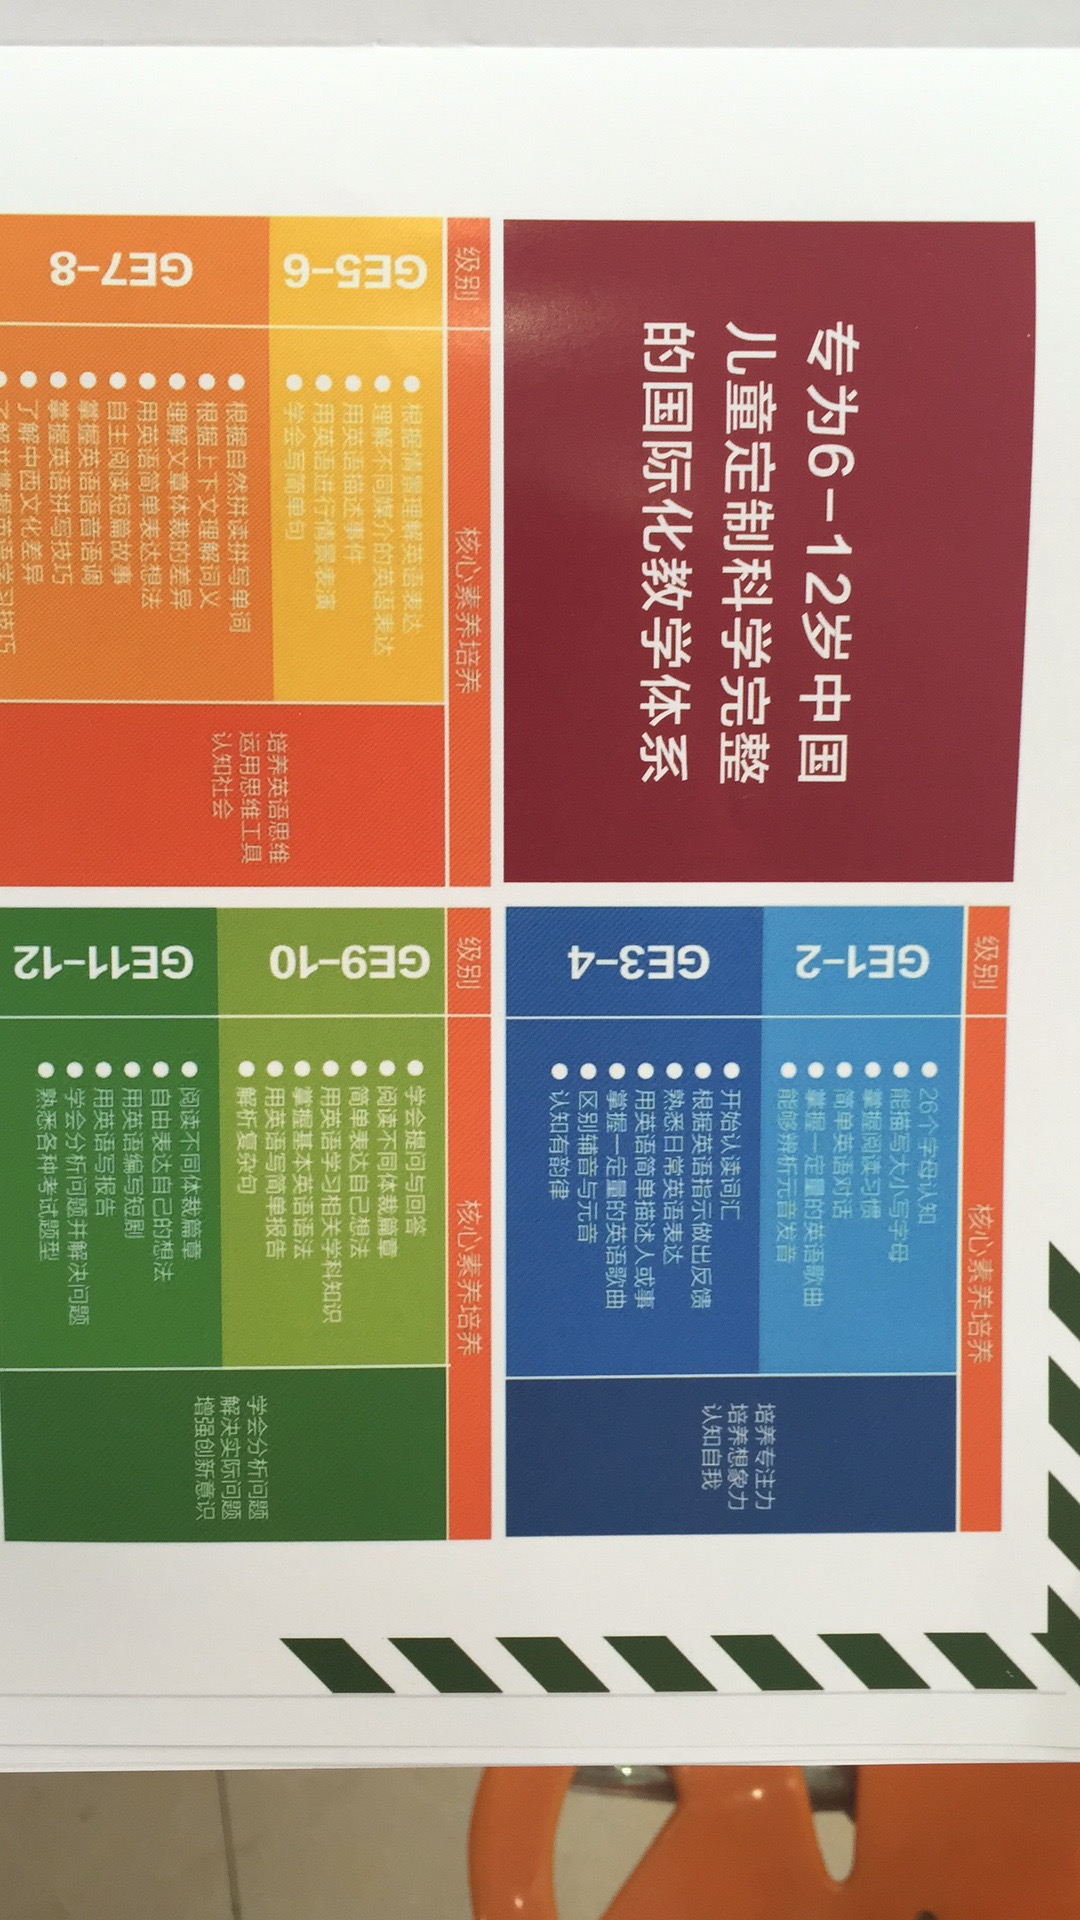 专为6-12岁中国
儿童定制科学完整
的国际化教学体系
级别
核心素养培养
GE1-2
26个字母认知
能描写大小写字母
掌握阅读习惯
简单英语对话
掌握一定量的英语歌曲
能够辨析元音发音
GE3-4
开始认读词汇
根据英语指示做出反馈
熟悉日常英语表达
用英语简单描述人或事
掌握一定量的英语歌曲
区别辅音与元音
认知有韵律
培养专注力
培养想象力
认知自我
级别
核心素养培养
GE5-6
根据情景理解英语表达
理解不同媒介的英语表达
用英语描述事件
用英语进行情景表演
学会写简单句
GE7-8
根据自然拼读拼写单词
根据上下文理解词义
理解文章体裁的差异
用英语简单表达想法
自主阅读短篇故事
掌握英语语音语调
掌握英语拼写技巧
了解中西文化差异
了解并掌握英语学习技巧
培养英语思维
运用思维工具
认知社会
级别
核心素养培养
GE9-10
学会提问与回答
阅读不同体裁篇章
简单表达自己想法
用英语学习相关学科知识
掌握基本英语语法
用英语写简单报告
解析复杂句
GE11-12
阅读不同体裁篇章
自由表达自己的想法
用英语编写短剧
用英语写报告
学会分析问题并解决问题
熟悉各种考试题型
学会分析问题
解决实际问题
增强创新意识